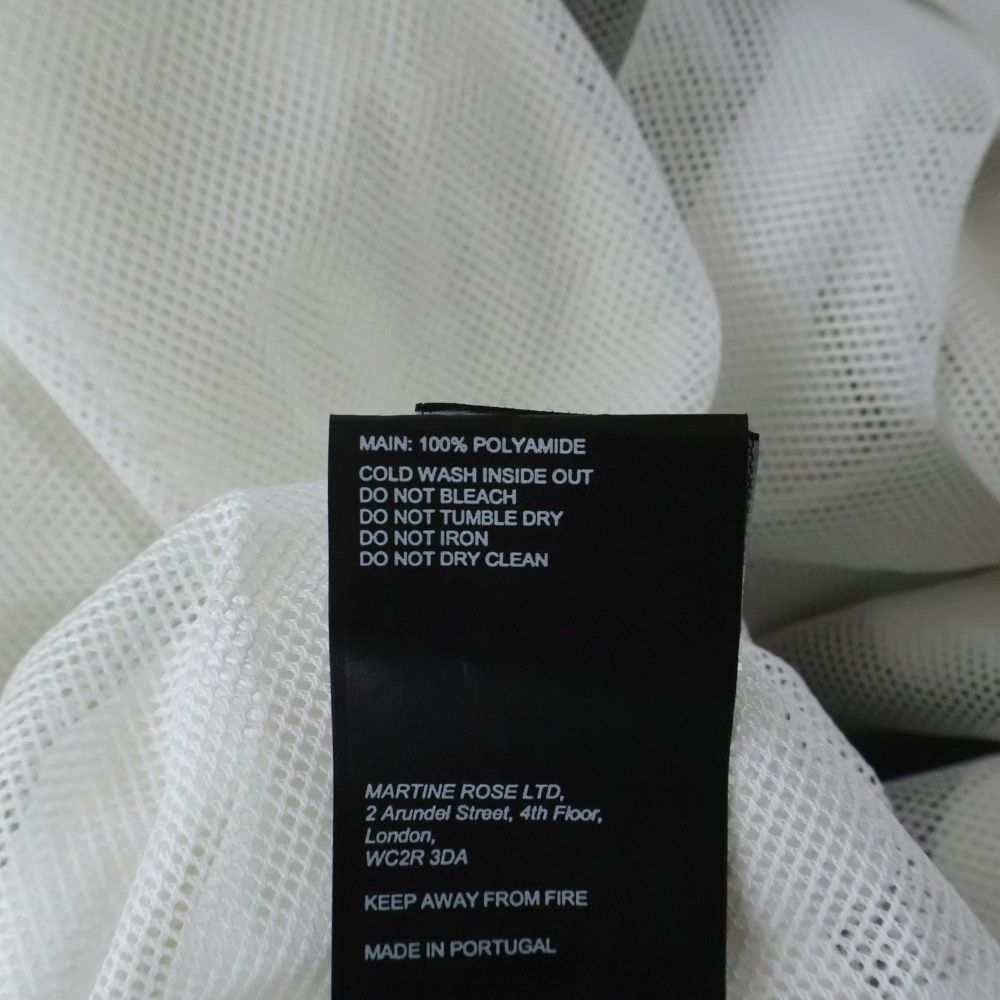 MAIN: 100% POLYAMIDE
COLD WASH INSIDE OUT
DO NOT BLEACH
DO NOT TUMBLE DRY
DO NOT IRON
DO NOT DRY CLEAN
MARTINE ROSE LTD,
2 Arundel Street, 4th Floor,
London,
WC2R 3DA
KEEP AWAY FROM FIRE
MADE IN PORTUGAL